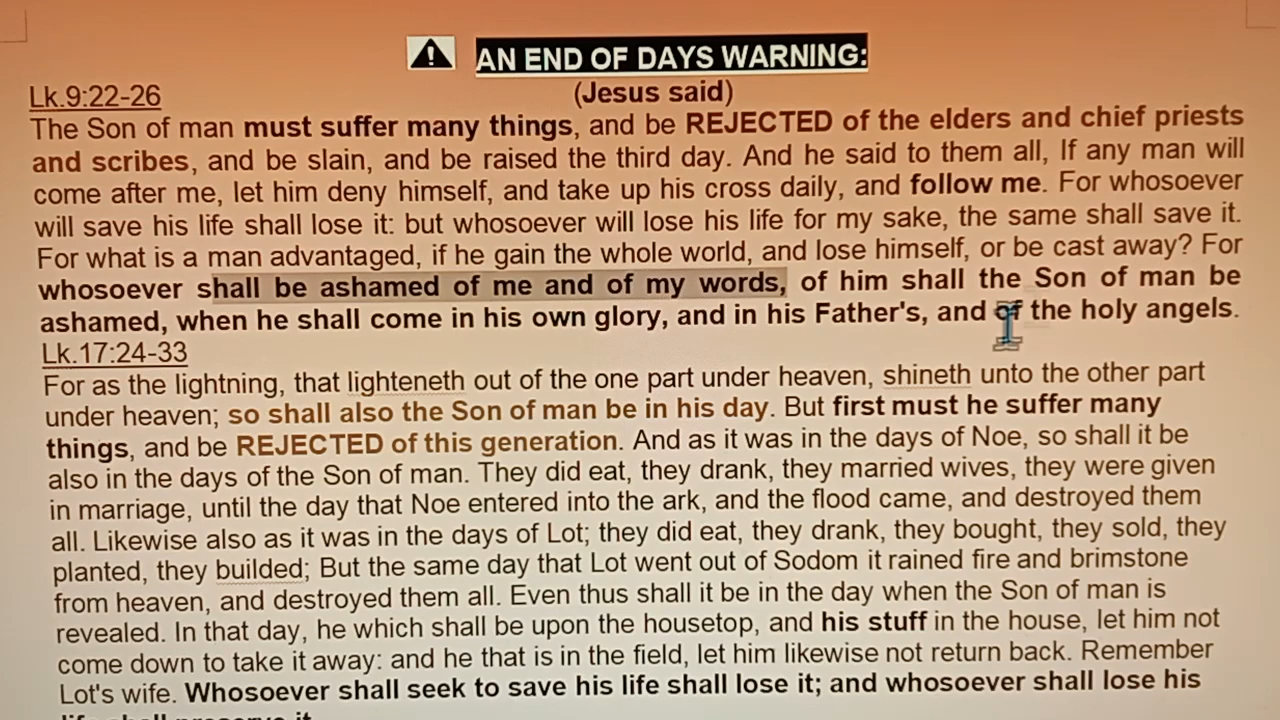 AN END OF DAYS WARNING:
Lk.9:22-26 (Jesus said)
The Son of man must suffer many things, and be REJECTED of the elders and chief priests
and scribes, and be slain, and be raised the third day. And he said to them all, If any man will
come after me, let him deny himself, and take up his cross daily, and follow me. For whosoever
will save his life shall lose it: but whosoever will lose his life for my sake, the same shall save it.
For what is a man advantaged, if he gain the whole world, and lose himself, or be cast away? For
whosoever shall be ashamed of me and of my words, of him shall the Son of man be
ashamed, when he shall come in his own glory, and in his Father's, and of the holy angels.
Lk.17:24-33
For as the lightning, that lighteneth out of the one part under heaven, shineth unto the other part
under heaven; so shall also the Son of man be in his day. But first must he suffer many
things, and be REJECTED of this generation. And as it was in the days of Noe, so shall it be
also in the days of the Son of man. They did eat, they drank, they married wives, they were given
in marriage, until the day that Noe entered into the ark, and the flood came, and destroyed them
all. Likewise also as it was in the days of Lot; they did eat, they drank, they bought, they sold, they
planted, they builded; But the same day that Lot went out of Sodom it rained fire and brimstone
from heaven, and destroyed them all. Even thus shall it be in the day when the Son of man is
revealed. In that day, he which shall be upon the housetop, and his stuff in the house, let him not
come down to take it away: and he that is in the field, let him likewise not return back. Remember
Lot's wife. Whosoever shall seek to save his life shall lose it; and whosoever shall lose his
life shall preserve it.